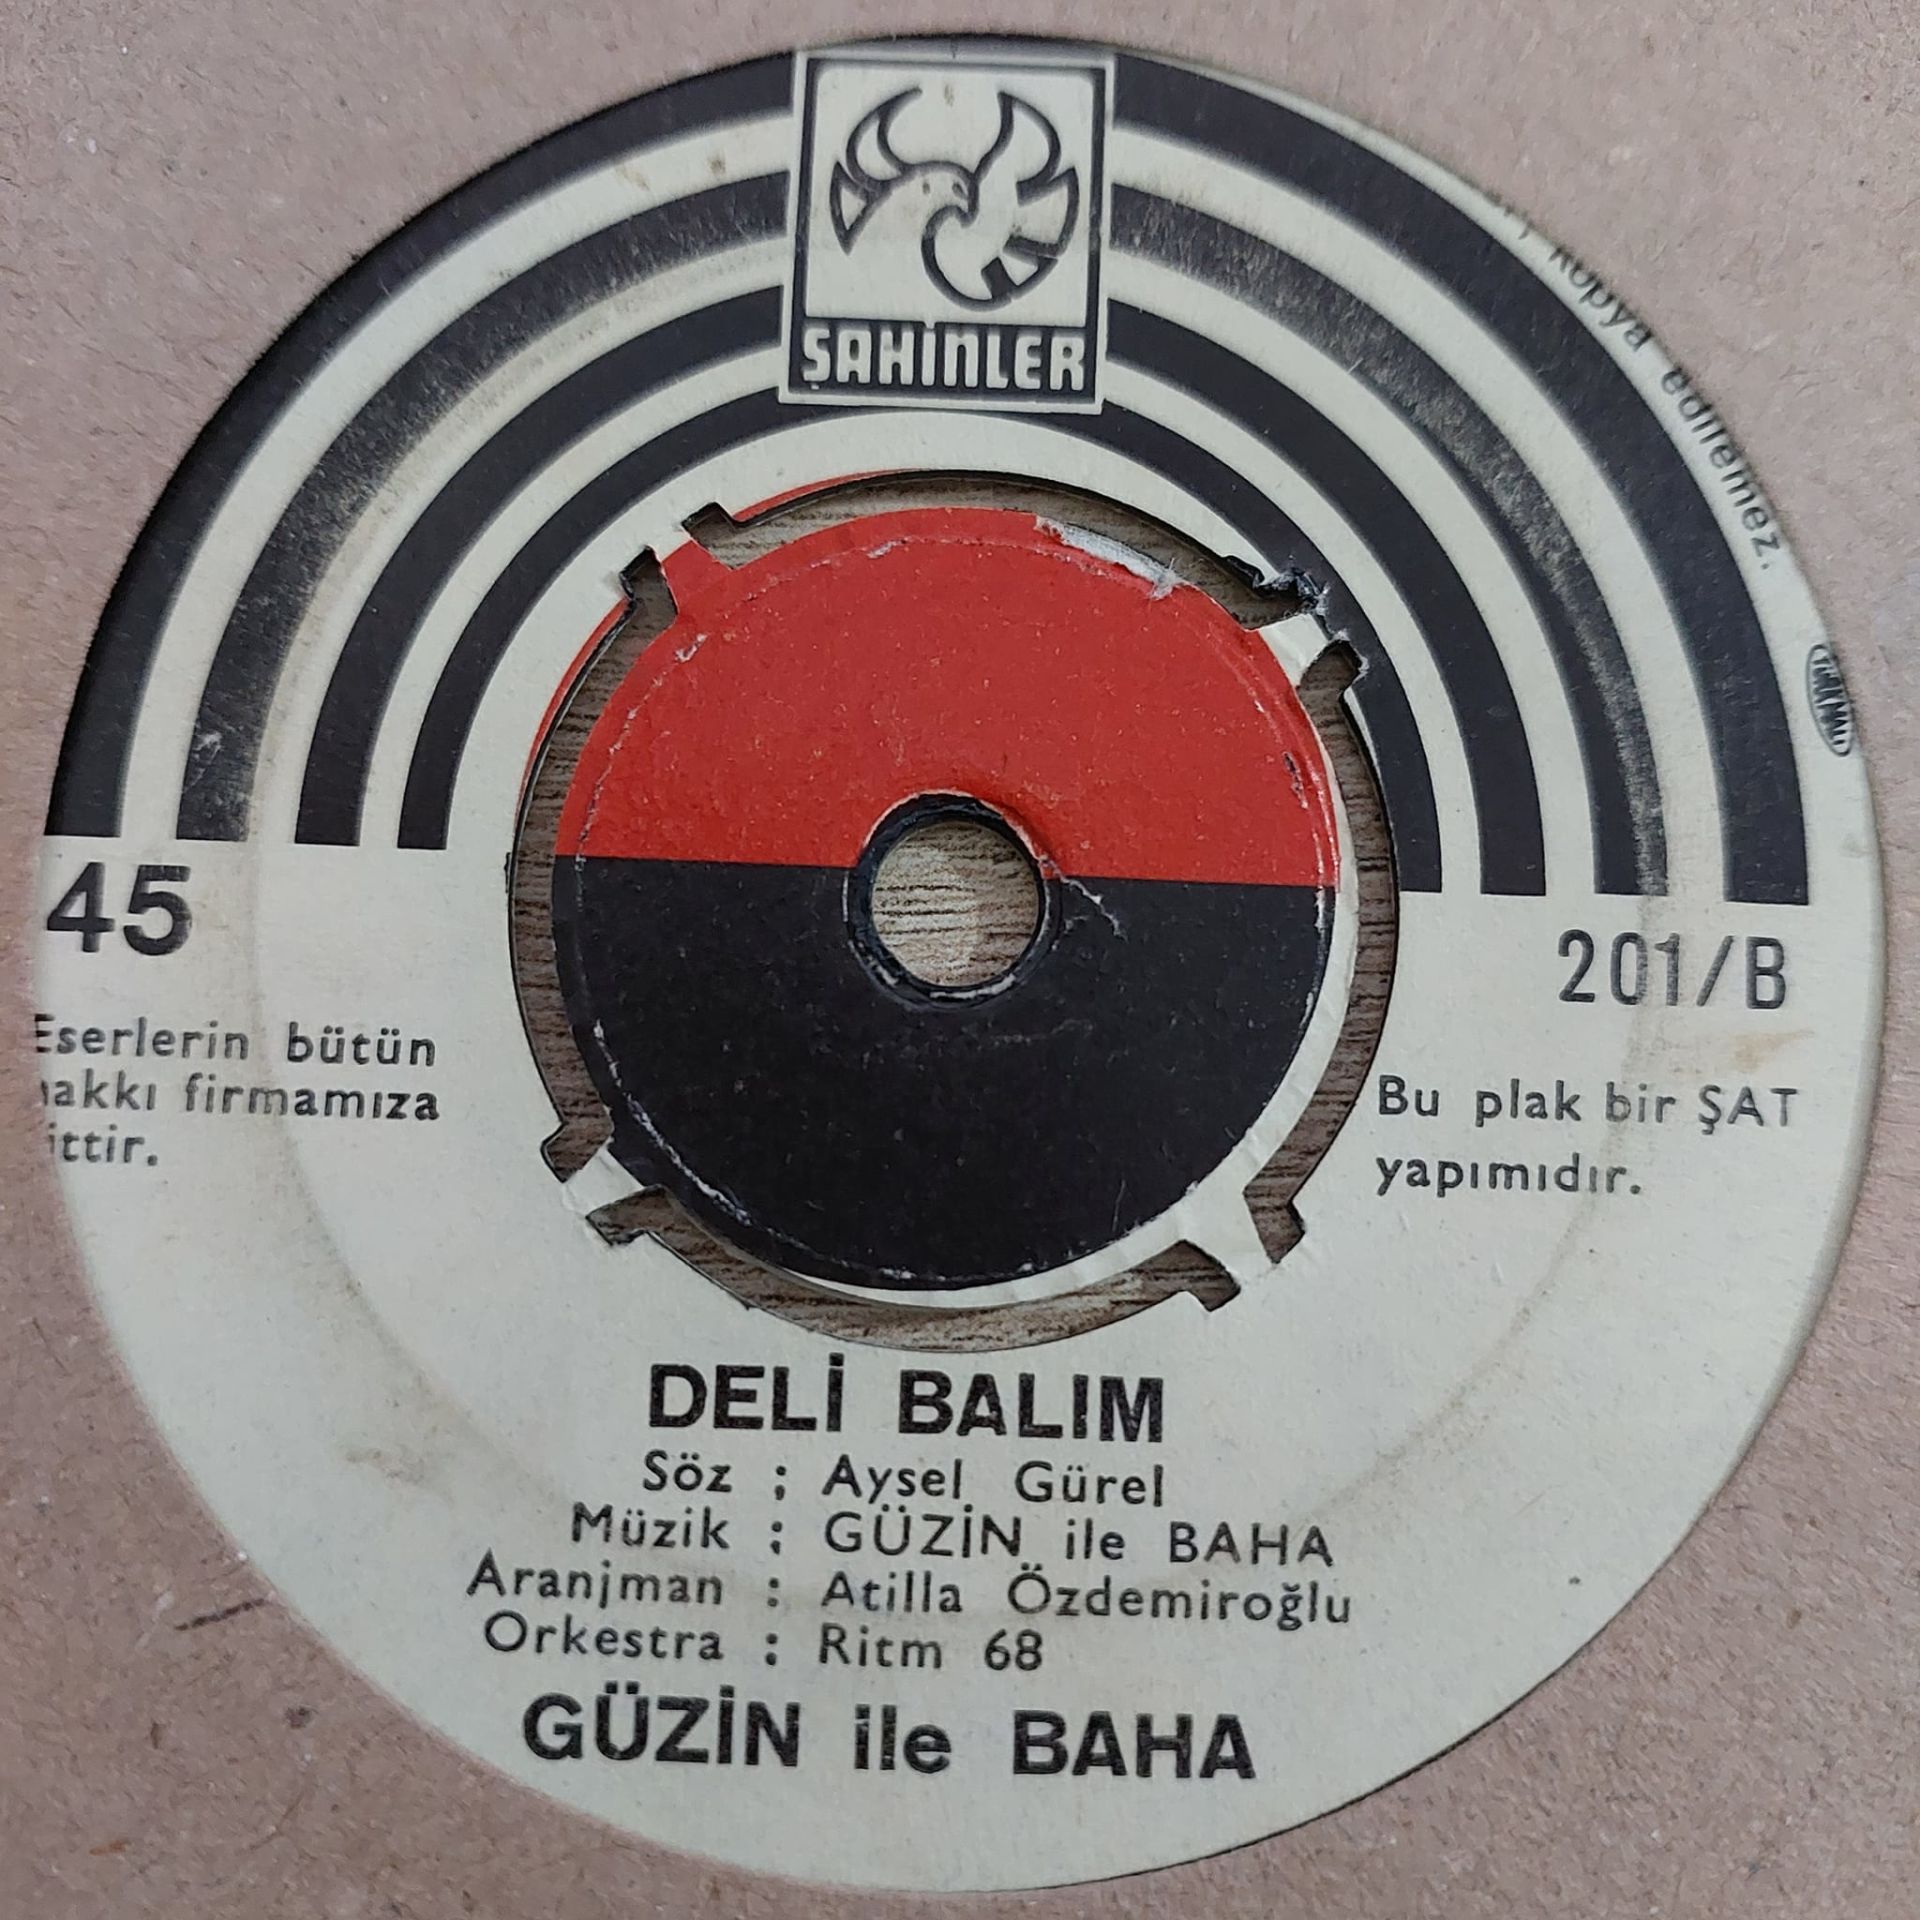 ŞAHİNLER
kopya edilemez.
45
201/B
Eserlerin bütün
hakkı firmamıza
ittir.
Bu plak bir ŞAT
yapımıdır.
DELİ BALIM
Söz ; Aysel Gürel
Müzik : GÜZİN ile BAHA
Aranjman : Atilla Özdemiroğlu
Orkestra : Ritm 68
GÜZİN ile BAHA